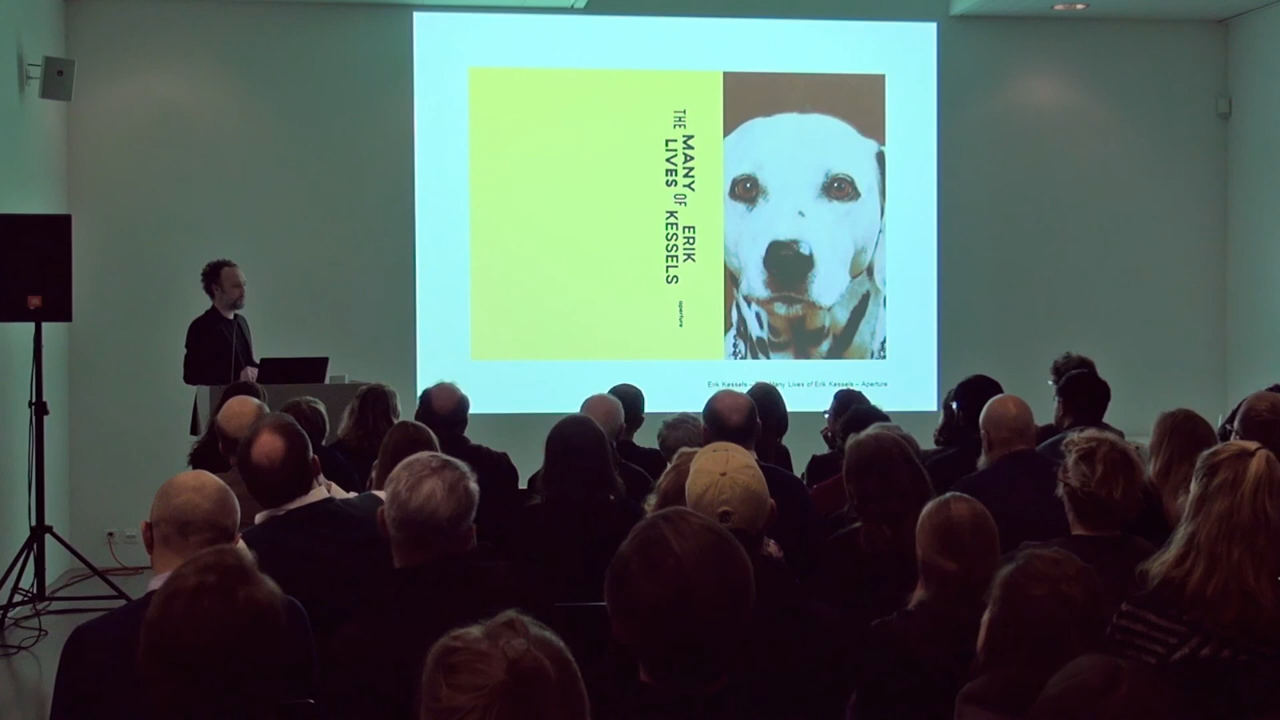 THE MANY OF ERIK
LIVES KESSELS
aperture
Erik Kessels – Many Lives of Erik Kessels – Aperture